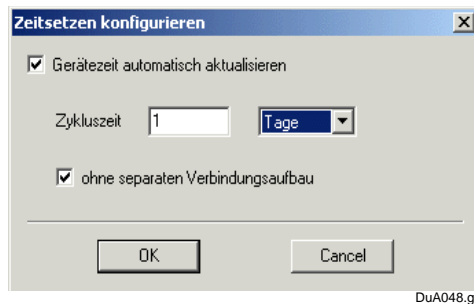 Zeitsetzen konfigurieren
Gerätezeit automatisch aktualisieren
Zykluszeit 1 Tage
ohne separaten Verbindungsaufbau
OK Cancel
DuA048.g